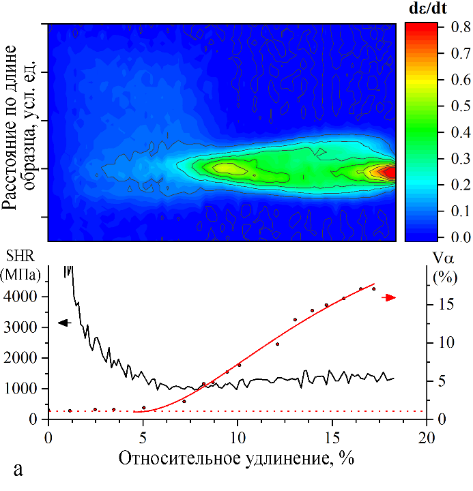 dε/dt
0.8
0.7
0.6
0.5
0.4
0.3
0.2
0.1
0.0
Расстояние по длине
образца, усл. ед.
SHR
(МПа)
4000
3000
2000
1000
0
Vα
(%)
15
10
5
0
0 5 10 15 20
Относительное удлинение, %
а